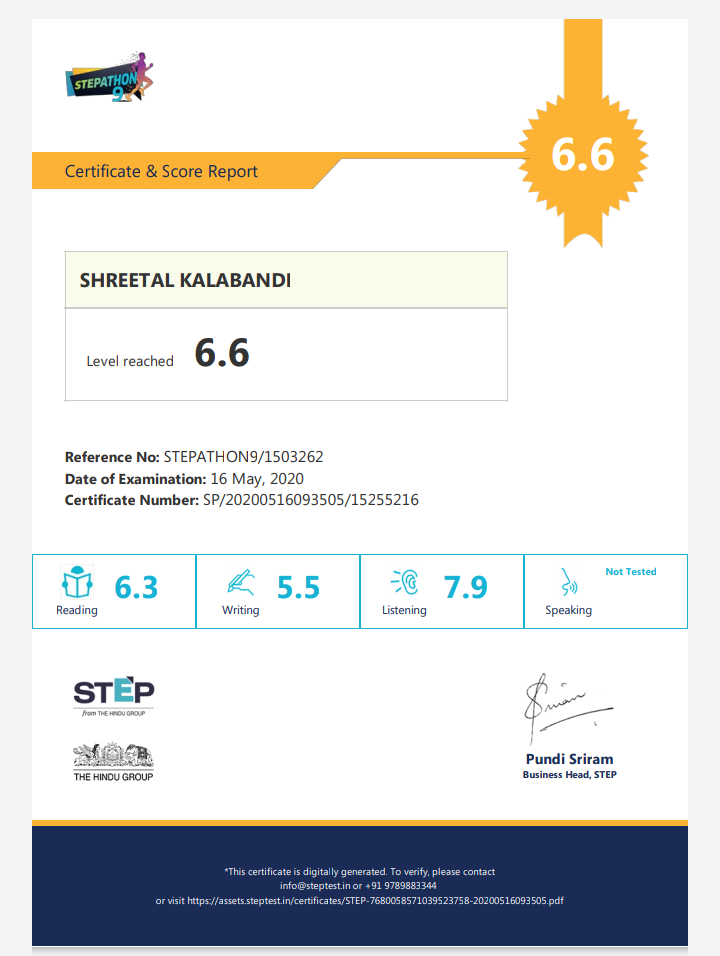 STEPATHON
9
6.6
Certificate & Score Report
SHREETAL KALABANDI
Level reached 6.6
Reference No: STEPATHON9/1503262
Date of Examination: 16 May, 2020
Certificate Number: SP/20200516093505/15255216
6.3
Reading
5.5
Writing
7.9
Listening
Not Tested
Speaking
STEP
from THE HINDU GROUP
THE HINDU GROUP
Sriram
Pundi Sriram
Business Head, STEP
*This certificate is digitally generated. To verify, please contact
info@steptest.in or +91 9789883344
or visit https://assets.steptest.in/certificates/STEP-7680058571039523758-20200516093505.pdf